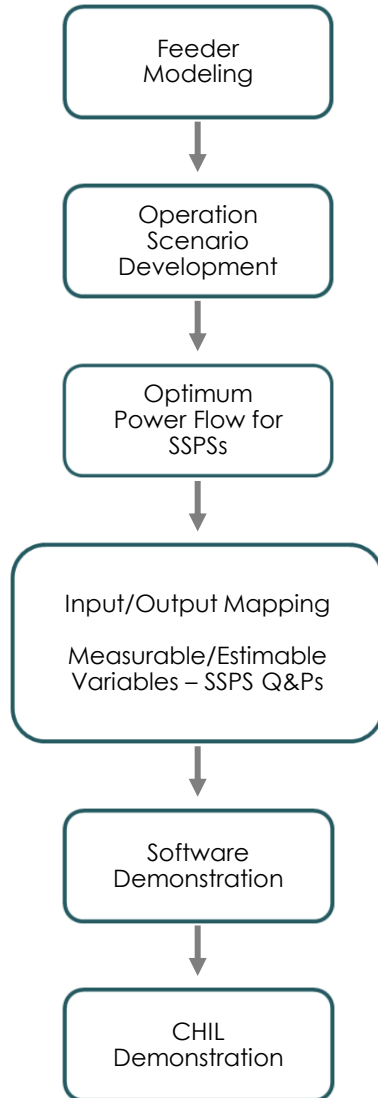 Feeder
Modeling
Operation
Scenario
Development
Optimum
Power Flow for
SSPSs
Input/Output Mapping
Measurable/Estimable
Variables – SSPS Q&Ps
Software
Demonstration
CHIL
Demonstration